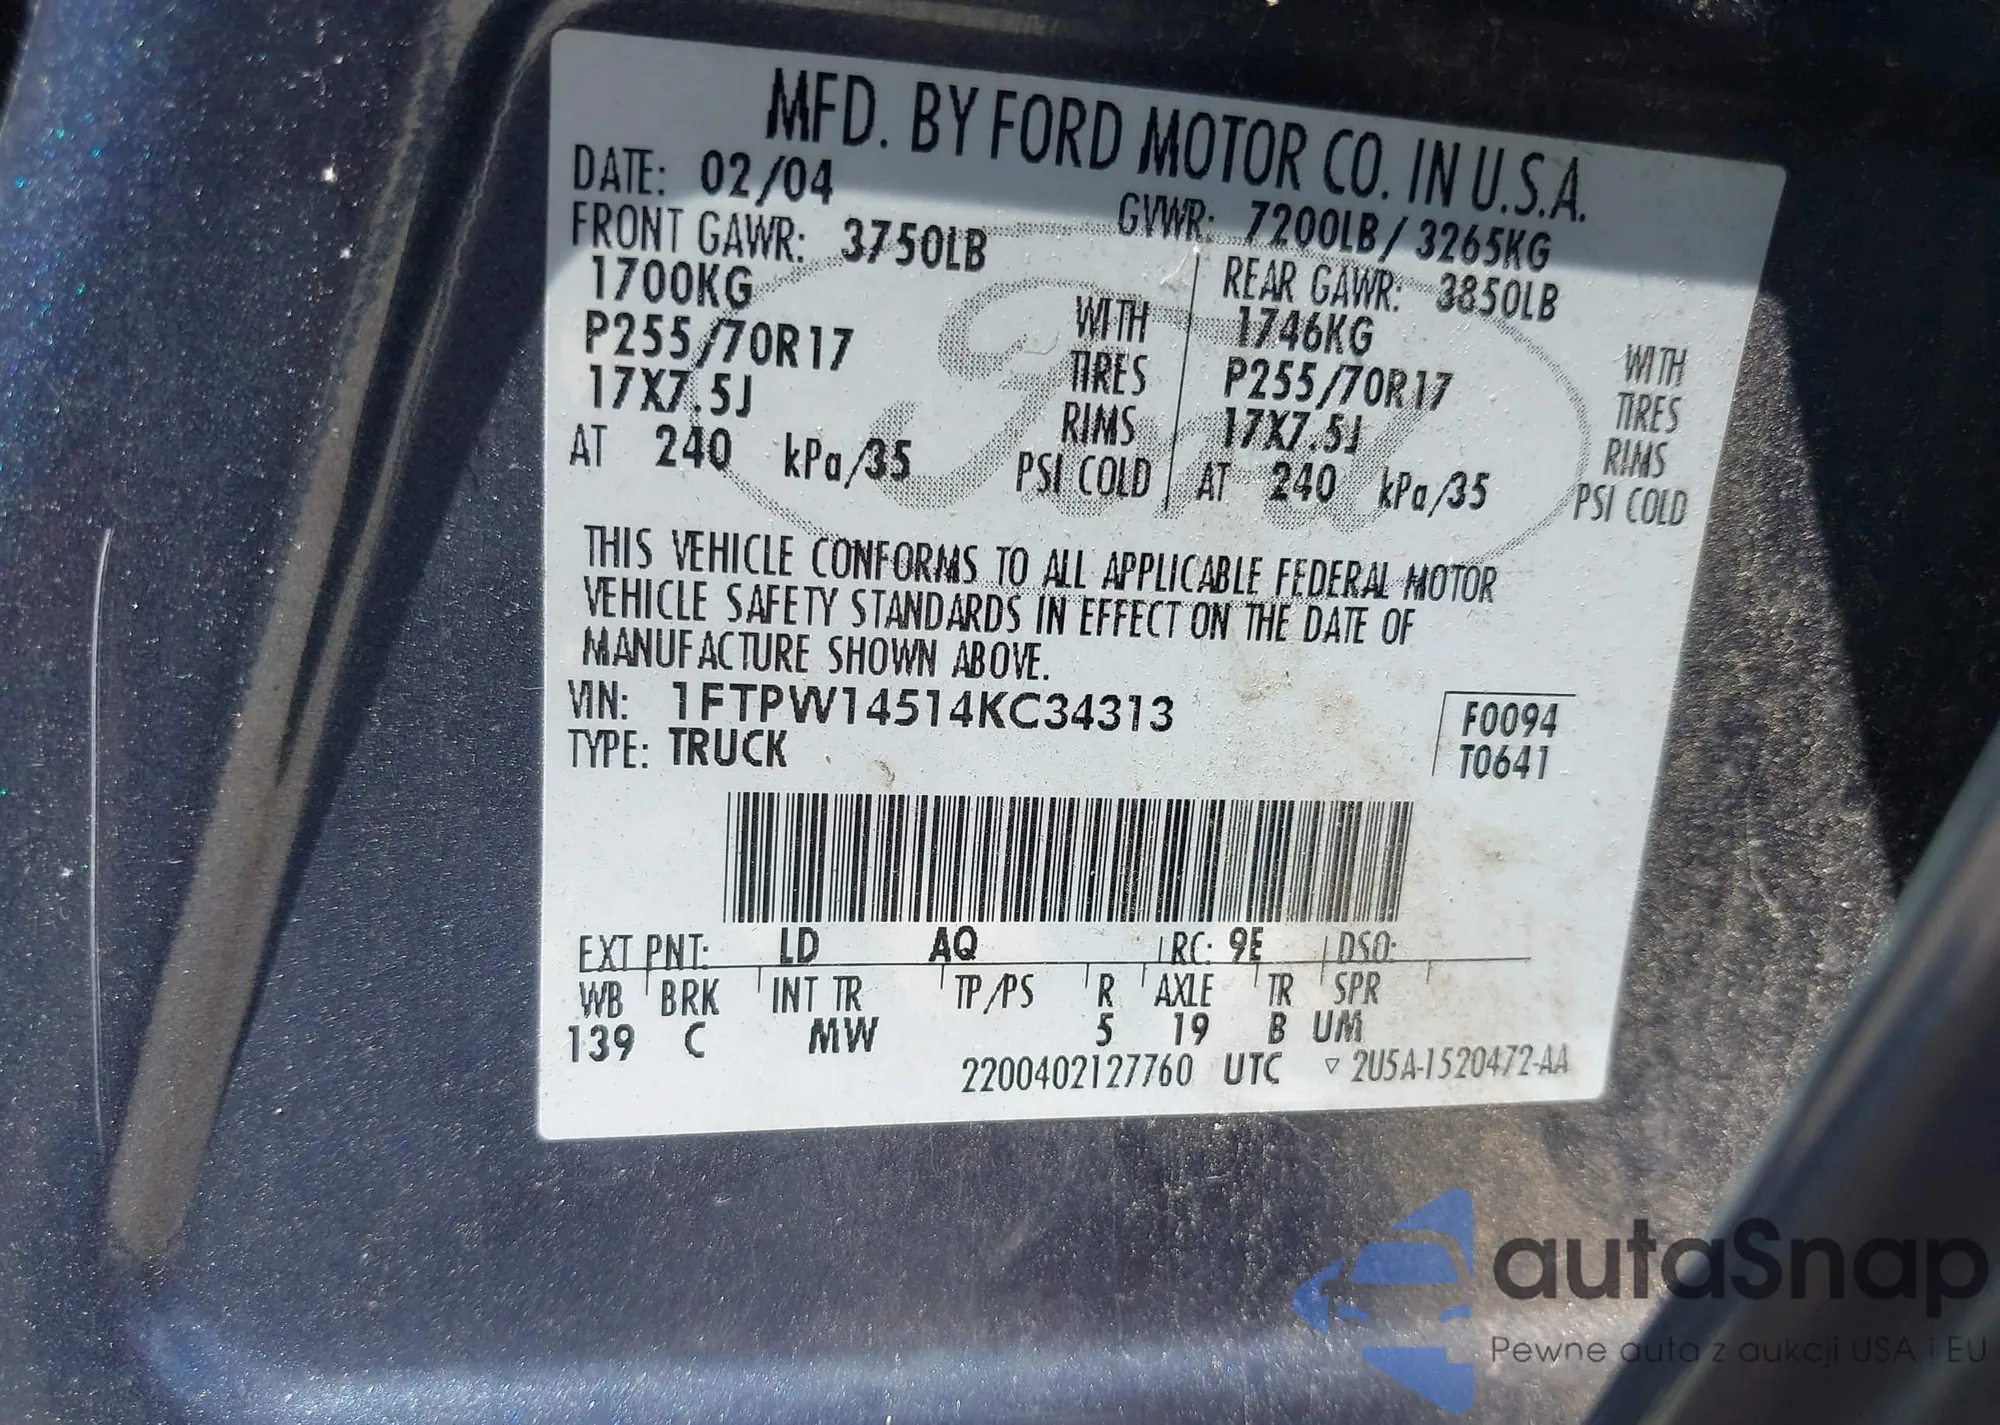 MFD. BY FORD MOTOR CO. IN U.S.A.
DATE: 02/04 GVWR: 7200LB/3265KG
FRONT GAWR: 3750LB REAR GAWR: 3850LB
1700KG WITH 1746KG WITH
P255/70R17 TIRES P255/70R17 TIRES
17X7.5J RIMS 17X7.5J RIMS
AT 240 kPa/35 PSI COLD AT 240 kPa/35 PSI COLD
Ford
THIS VEHICLE CONFORMS TO ALL APPLICABLE FEDERAL MOTOR
VEHICLE SAFETY STANDARDS IN EFFECT ON THE DATE OF
MANUFACTURE SHOWN ABOVE.
VIN: 1FTPW14514KC34313 F0094
TYPE: TRUCK T0641
EXT PNT: LD AQ RC: 9E DSO:
WB BRK INT TR TP/PS R AXLE TR SPR
139 C MW 5 19 B UM
2200402127760 UTC ▽ 2U5A-1520472-AA
autaSnap
Pewne auta z aukcji USA i EU